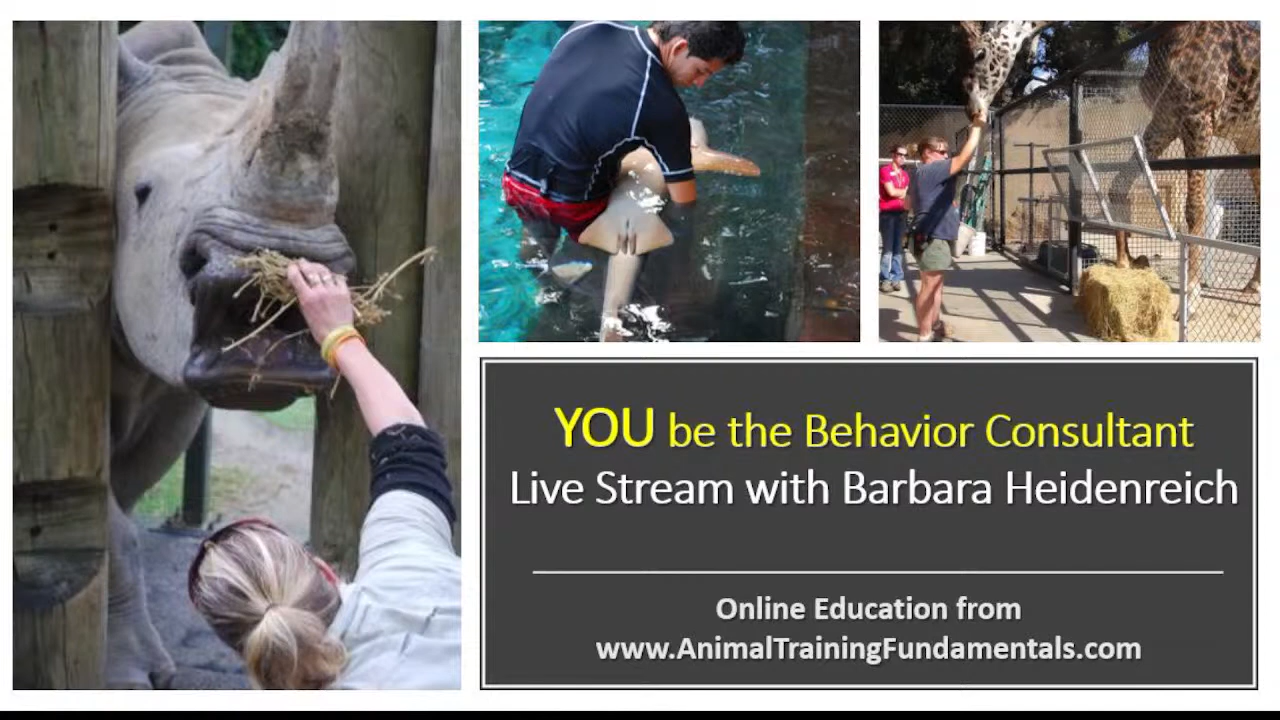 YOU be the Behavior Consultant
Live Stream with Barbara Heidenreich
Online Education from
www.AnimalTrainingFundamentals.com